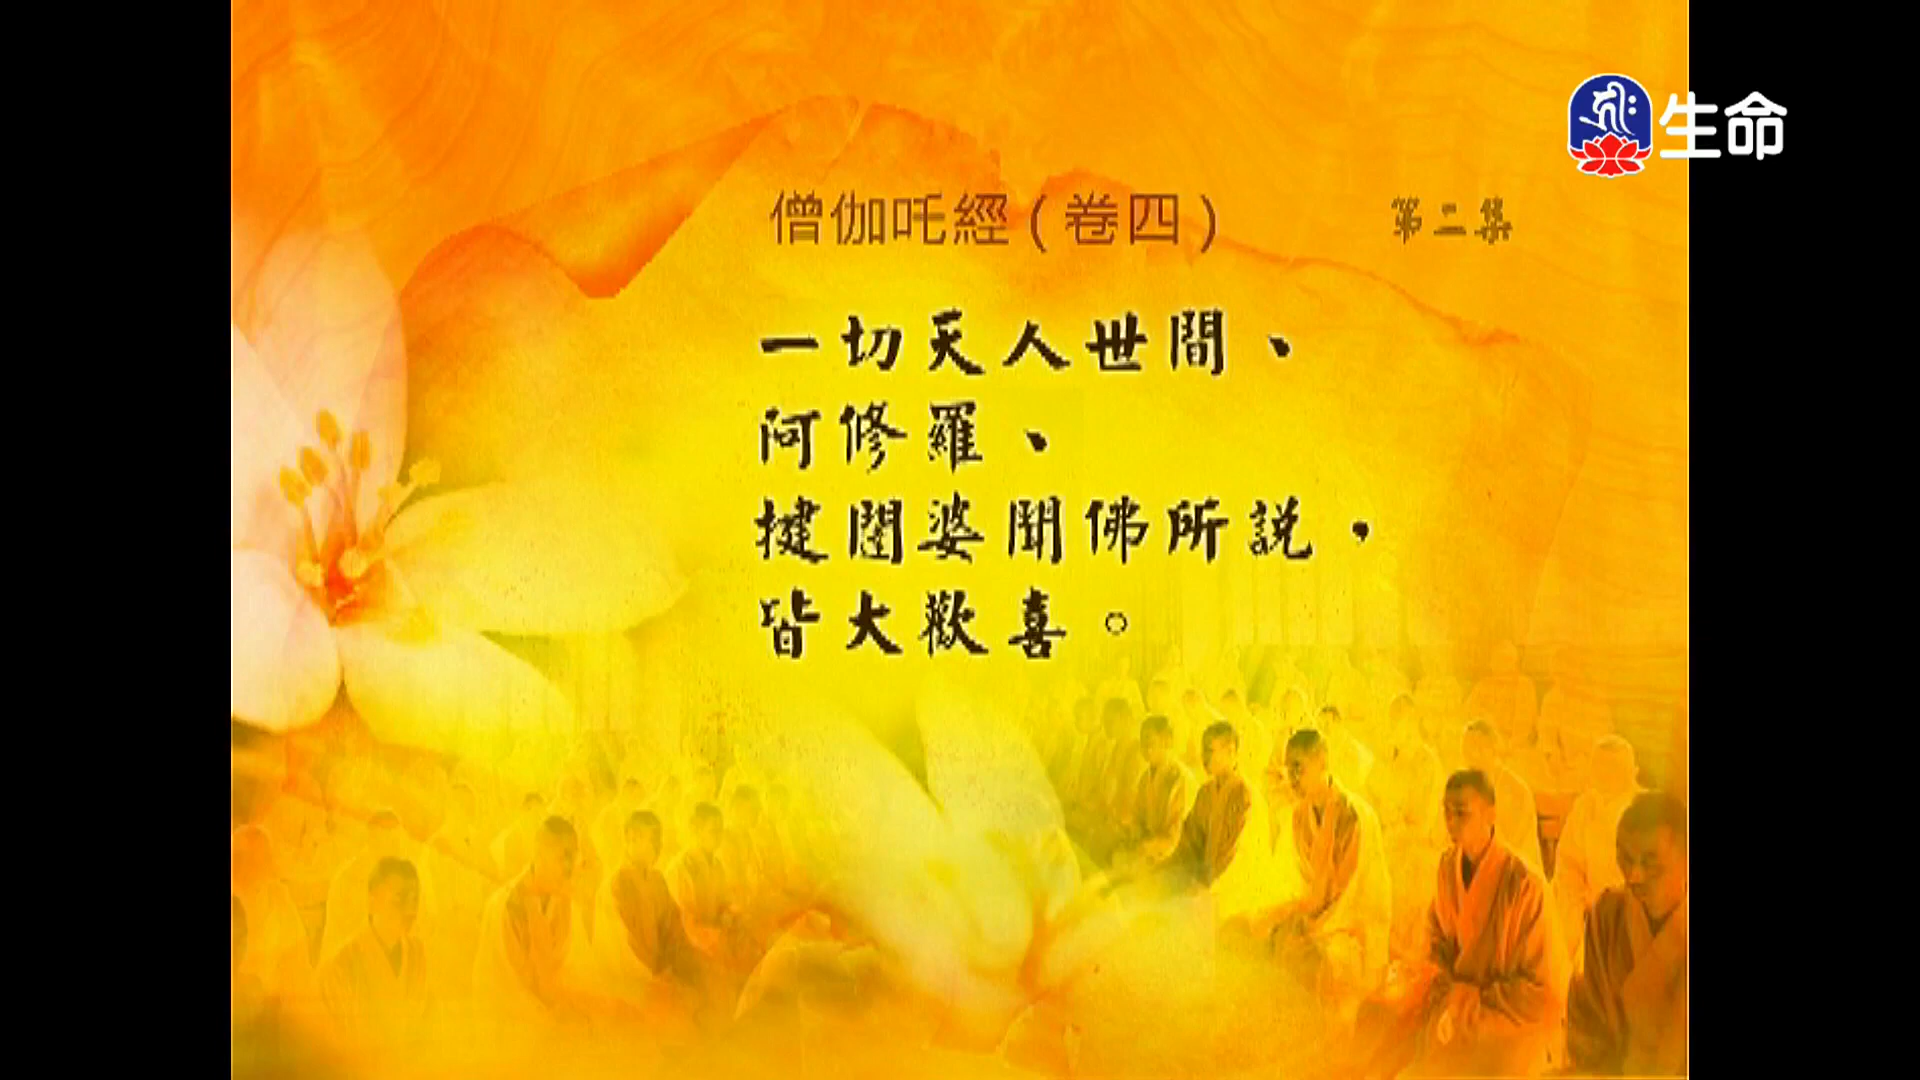 生命
僧伽吒經(卷四) 第二集
一切天人世間、
阿修羅、
揵闥婆聞佛所說,
皆大歡喜。